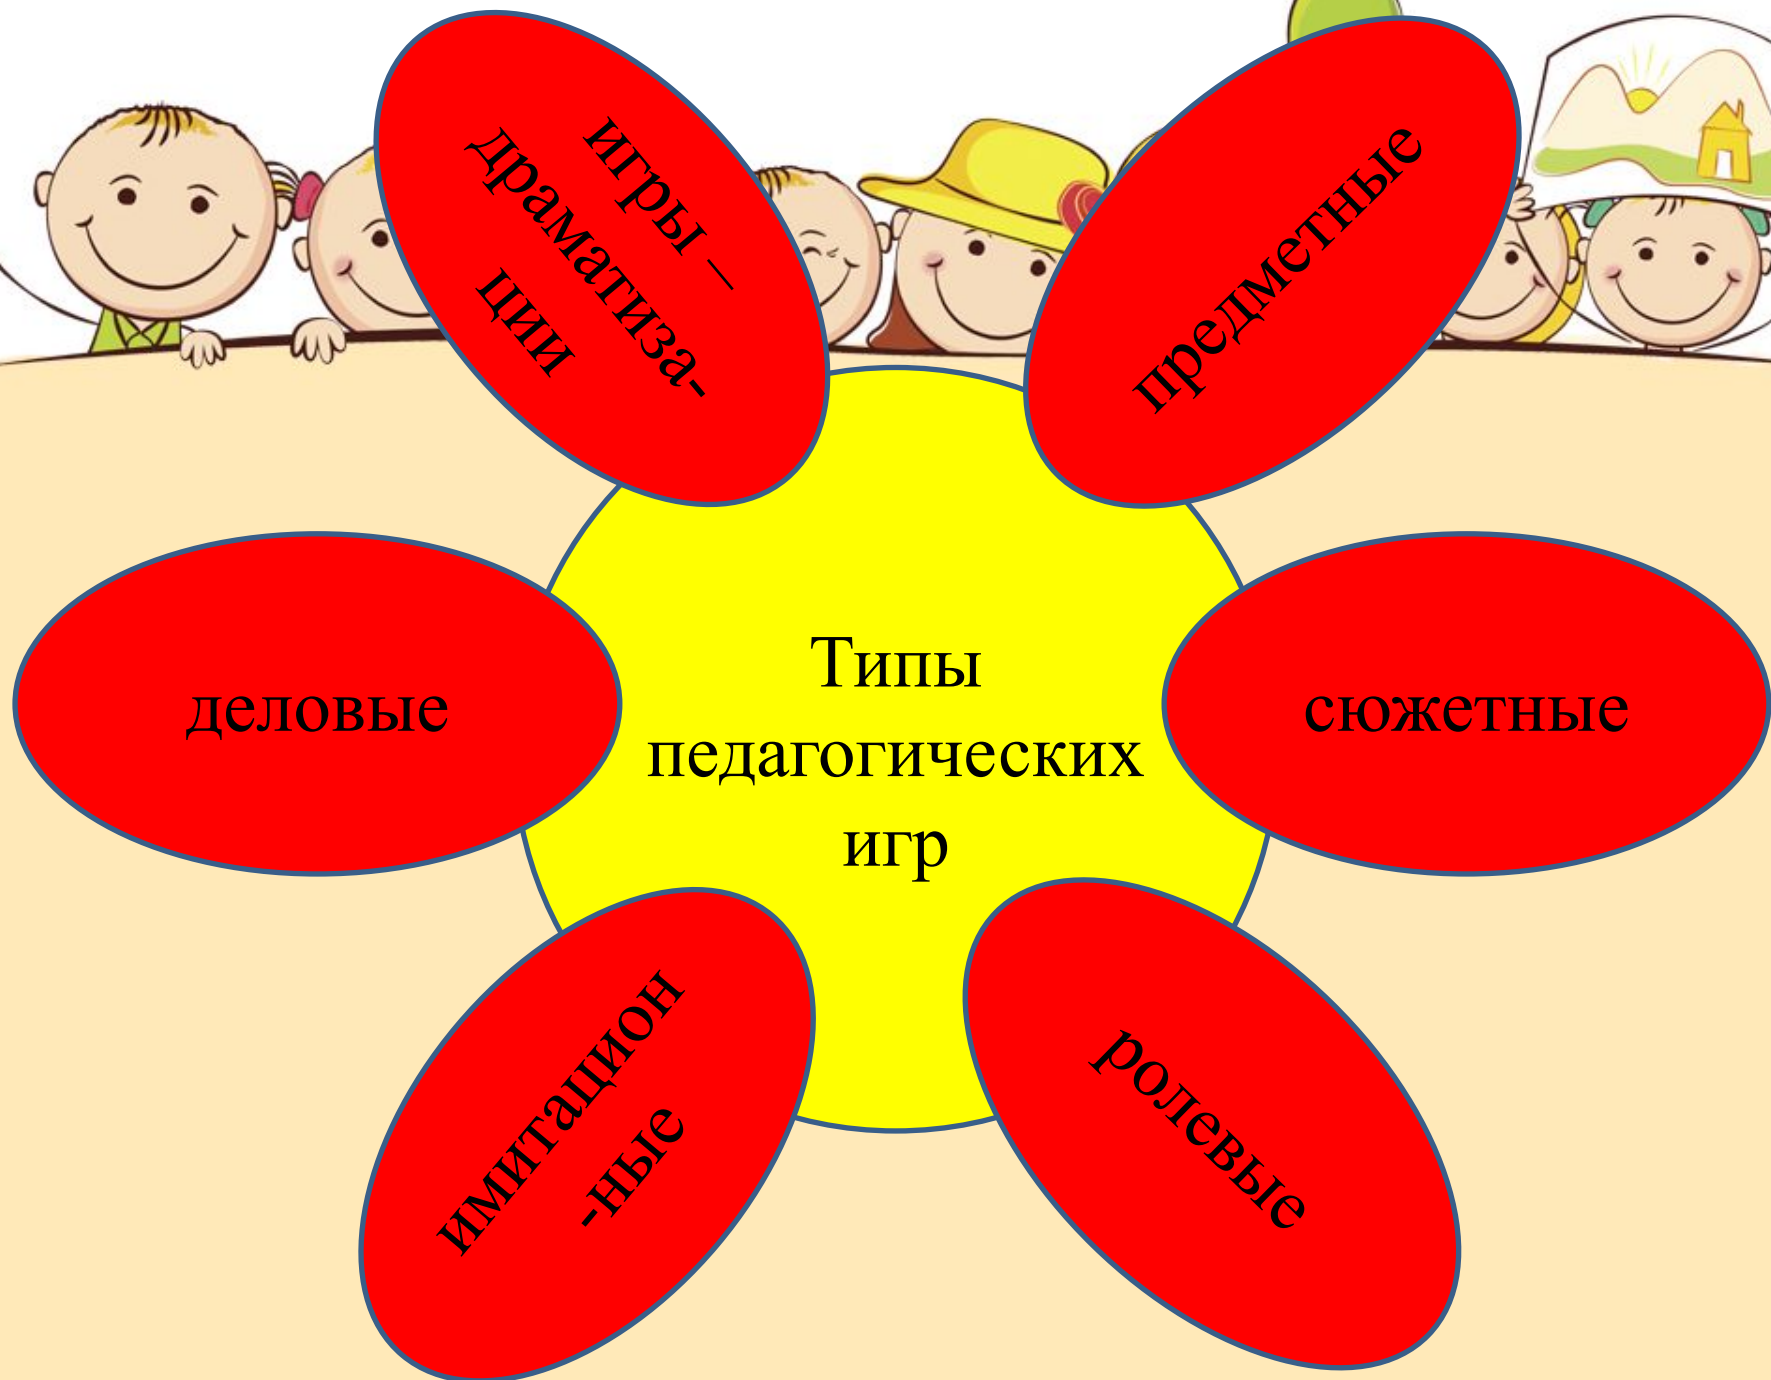 игры –
драматиза-
ции
предметные
деловые
Типы
педагогических
игр
сюжетные
имитацион
-ные
ролевые